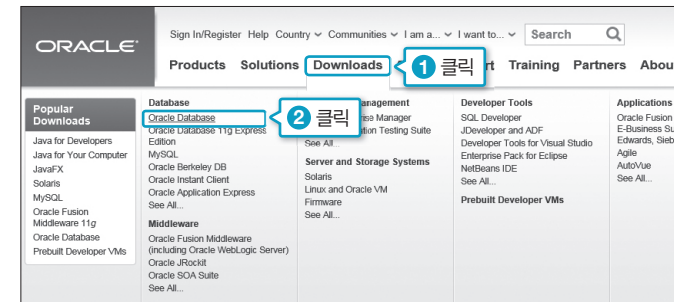 ORACLE
Sign In/Register Help Country Communities I am a... I want to... Search
Products Solutions Downloads 1 클릭 Training Partners
Popular Downloads
Java for Developers
Java for Your Computer
JavaFX
Solaris
MySQL
Oracle Fusion
Middleware 11g
Oracle Database
Prebuilt Developer VMs
Database
Oracle Database 2 클릭
Oracle Database 11g Express
Edition
MySQL
Oracle Berkeley DB
Oracle Instant Client
Oracle Application Express
See All...
Middleware
Oracle Fusion Middleware
(including Oracle WebLogic Server)
Oracle JRockit
Oracle SOA Suite
See All...
Manager
Testing Suite
See All...
Server and Storage Systems
Solaris
Linux and Oracle VM
Firmware
See All...
Developer Tools
SQL Developer
JDeveloper and ADF
Developer Tools for Visual Studio
Enterprise Pack for Eclipse
NetBeans IDE
See All...
Prebuilt Developer VMs
Applications
Oracle Fusion
E-Business
Edwards,
Agile
AutoVue
See All...